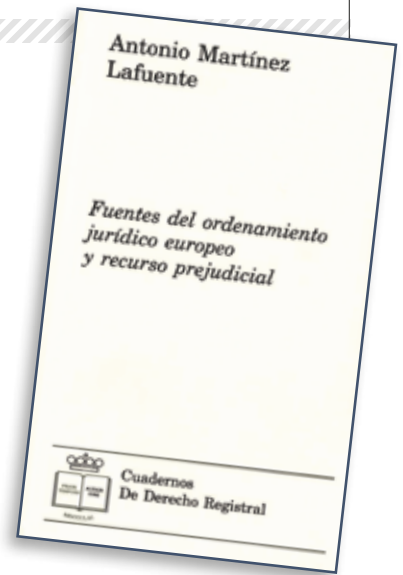 Antonio Martínez
Lafuente
Fuentes del ordenamiento
jurídico europeo
y recurso prejudicial
Cuadernos
De Derecho Registral